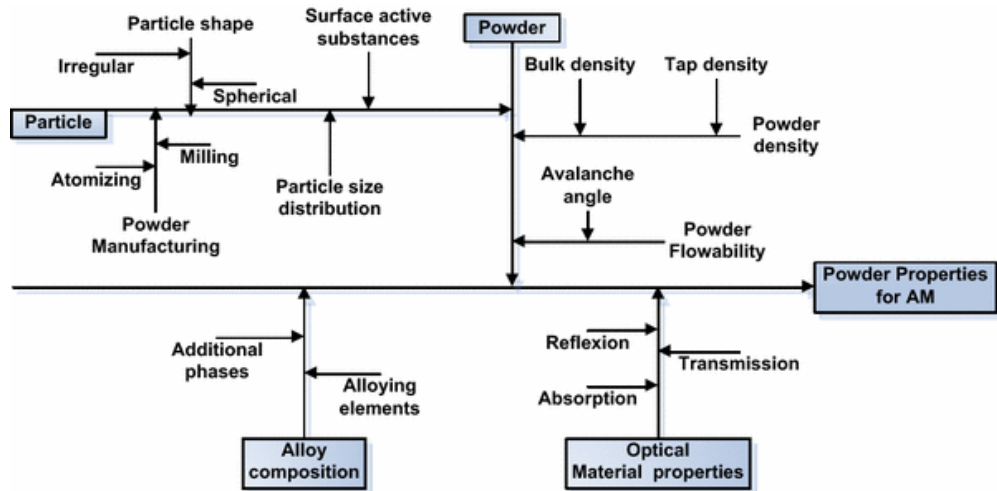 Particle shape
Irregular
Spherical
Surface active
substances
Powder
Bulk density
Tap density
Particle
Powder
density
Milling
Atomizing
Powder
Manufacturing
Particle size
distribution
Avalanche
angle
Powder
Flowability
Powder Properties
for AM
Additional
phases
Alloying
elements
Reflexion
Transmission
Absorption
Alloy
composition
Optical
Material properties